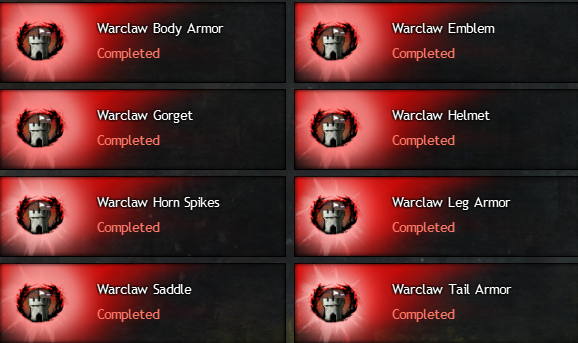 Warclaw Body Armor
Completed
Warclaw Emblem
Completed
Warclaw Gorget
Completed
Warclaw Helmet
Completed
Warclaw Horn Spikes
Completed
Warclaw Leg Armor
Completed
Warclaw Saddle
Completed
Warclaw Tail Armor
Completed